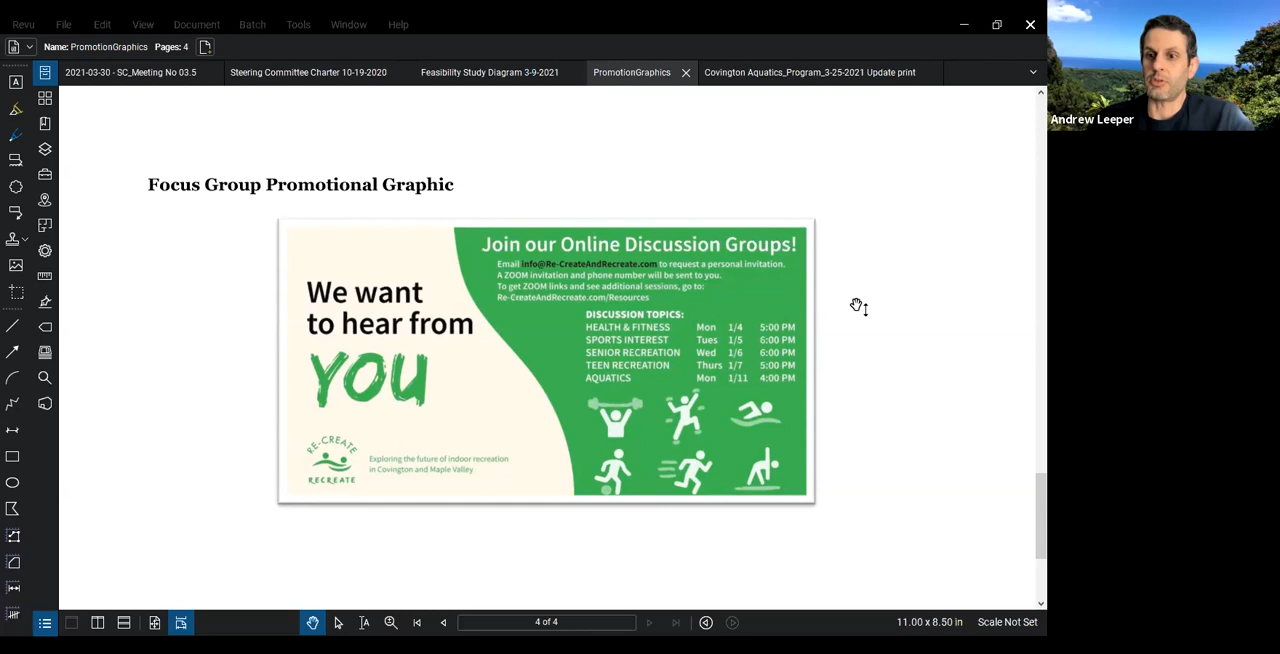 Revu File Edit View Document Batch Tools Window Help
Name: PromotionGraphics Pages: 4
2021-03-30 - SC_Meeting No 03.5 Steering Committee Charter 10-19-2020 Feasibility Study Diagram 3-9-2021 PromotionGraphics Covington Aquatics_Program_3-25-2021 Update print
Andrew Leeper
Focus Group Promotional Graphic
We want
to hear from
YOU
RE-CREATE
RECREATE
Exploring the future of indoor recreation
in Covington and Maple Valley
Join our Online Discussion Groups!
Email info@Re-CreateAndRecreate.com to request a personal invitation.
A ZOOM invitation and phone number will be sent to you.
To get ZOOM links and see additional sessions, go to:
Re-CreateAndRecreate.com/Resources
DISCUSSION TOPICS:
HEALTH & FITNESS Mon 1/4 5:00 PM
SPORTS INTEREST Tues 1/5 6:00 PM
SENIOR RECREATION Wed 1/6 6:00 PM
TEEN RECREATION Thurs 1/7 5:00 PM
AQUATICS Mon 1/11 4:00 PM
4 of 4 11.00 x 8.50 in Scale Not Set